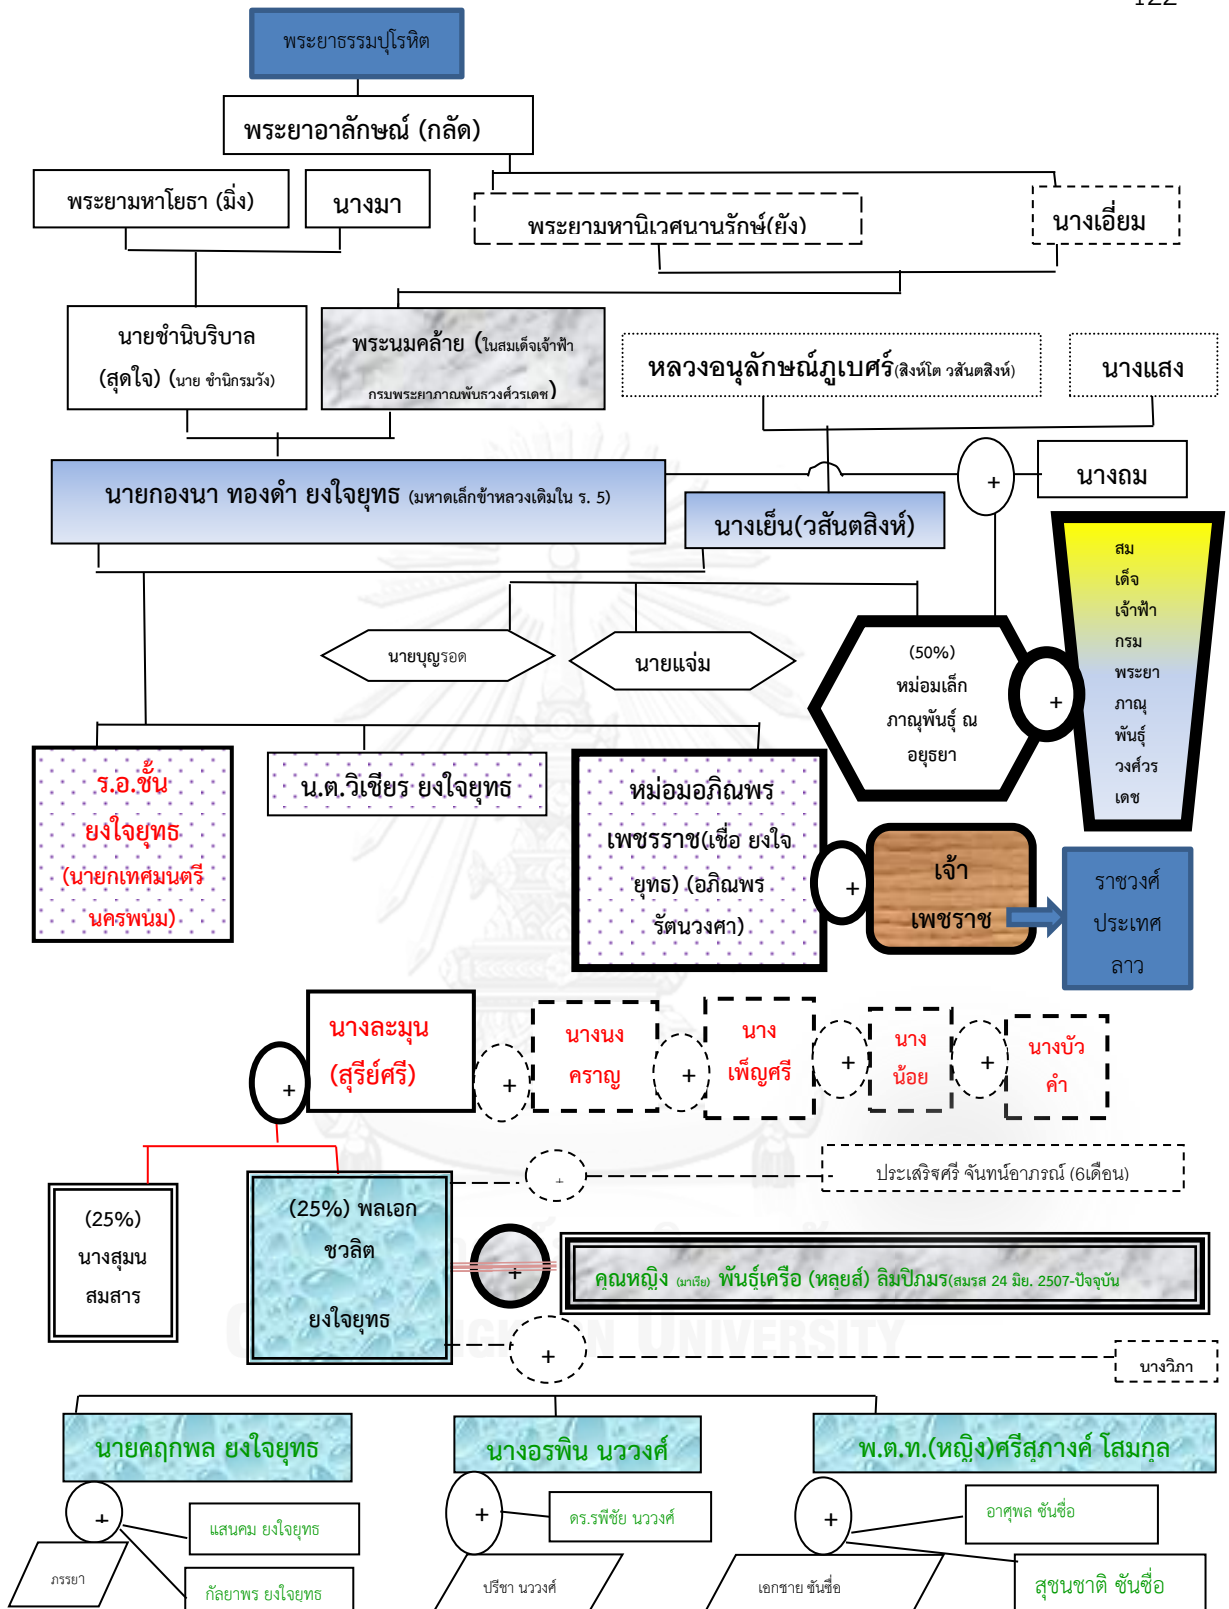 122
พระยาธรรมปุโรหิต
พระยาอาลักษณ์ (กลัด)
พระยามหาโยธา (มิ่ง)
นางมา
พระยามหานิเวศนานรักษ์(ยัง)
นางเอี่ยม
นายชำนิบริบาล
(สุดใจ) (นาย ชำนิกรมวัง)
พระนมคล้าย (ในสมเด็จเจ้าฟ้า
กรมพระยาภาณุพันธุวงศ์วรเดช)
หลวงอนุลักษณ์ภูเบศร์(สิงห์โต วสันตสิงห์)
นางแสง
นายกองนา ทองดำ ยงใจยุทธ (มหาดเล็กข้าหลวงเดิมใน ร. 5)
+
นางถม
นางเย็น(วสันตสิงห์)
สม
เด็จ
เจ้าฟ้า
กรม
พระยา
ภาณุ
พันธุ์
วงศ์วร
เดช
นายบุญรอด
นายแจ่ม
(50%)
หม่อมเล็ก
ภาณุพันธุ์ ณ
อยุธยา
+
ร.อ.ชั้น
ยงใจยุทธ
(นายกเทศมนตรี
นครพนม)
น.ต.วิเชียร ยงใจยุทธ
หม่อมอภิณพร
เพชรราช(เชื่อ ยงใจ
ยุทธ) (อภิณพร
รัตนวงศา)
+
เจ้า
เพชราช
ราชวงศ์
ประเทศ
ลาว
+
นางละมุน
(สุรีย์ศรี)
+
นางนง
คราญ
+
นาง
เพ็ญศรี
+
นาง
น้อย
+
นางบัว
คำ
(25%)
นางสุมน
สมสาร
(25%) พลเอก
ชวลิต
ยงใจยุทธ
+
ประเสริฐศรี จันทน์อาภรณ์ (6เดือน)
+
คุณหญิง (มาเรีย) พันธุ์เครือ (หลุยส์) ลิมปิภมร(สมรส 24 มิย. 2507-ปัจจุบัน
+
นางวิภา
CHULALONGKORN UNIVERSITY
นายคฤกพล ยงใจยุทธ
นางอรพิน นววงศ์
พ.ต.ท.(หญิง)ศรีสุภางค์ โสมกุล
+
แสนคม ยงใจยุทธ
+
ดร.รพีชัย นววงศ์
+
อาศุพล ซันซื่อ
ภรรยา
กัลยาพร ยงใจยุทธ
ปรีชา นววงศ์
เอกชาย ซันซื่อ
สุชนชาติ ซันซื่อ